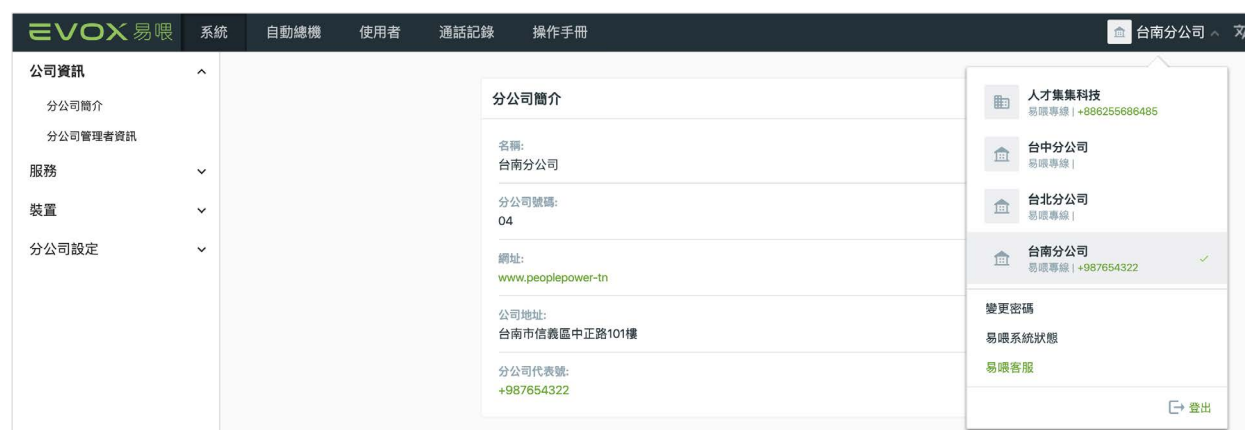 EVOX易喂
系統
自動總機
使用者
通話記錄
操作手冊
台南分公司
公司資訊
分公司簡介
分公司管理者資訊
服務
裝置
分公司設定
分公司簡介
名稱:
台南分公司
分公司號碼:
04
網址:
www.peoplepower-tn
公司地址:
台南市信義區中正路101樓
分公司代表號:
+987654322
人才集集科技
易喂專線 | +886255686485
台中分公司
易喂專線 |
台北分公司
易喂專線 |
台南分公司
易喂專線 | +987654322
變更密碼
易喂系統狀態
易喂客服
登出